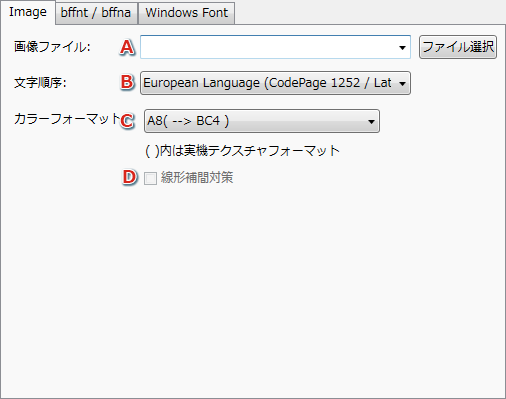 Image bffnt / bffna Windows Font
画像ファイル: A ファイル選択
文字順序: B European Language (CodePage 1252 / Lat
カラーフォーマット C A8( --> BC4 )
( )内は実機テクスチャフォーマット
D 線形補間対策